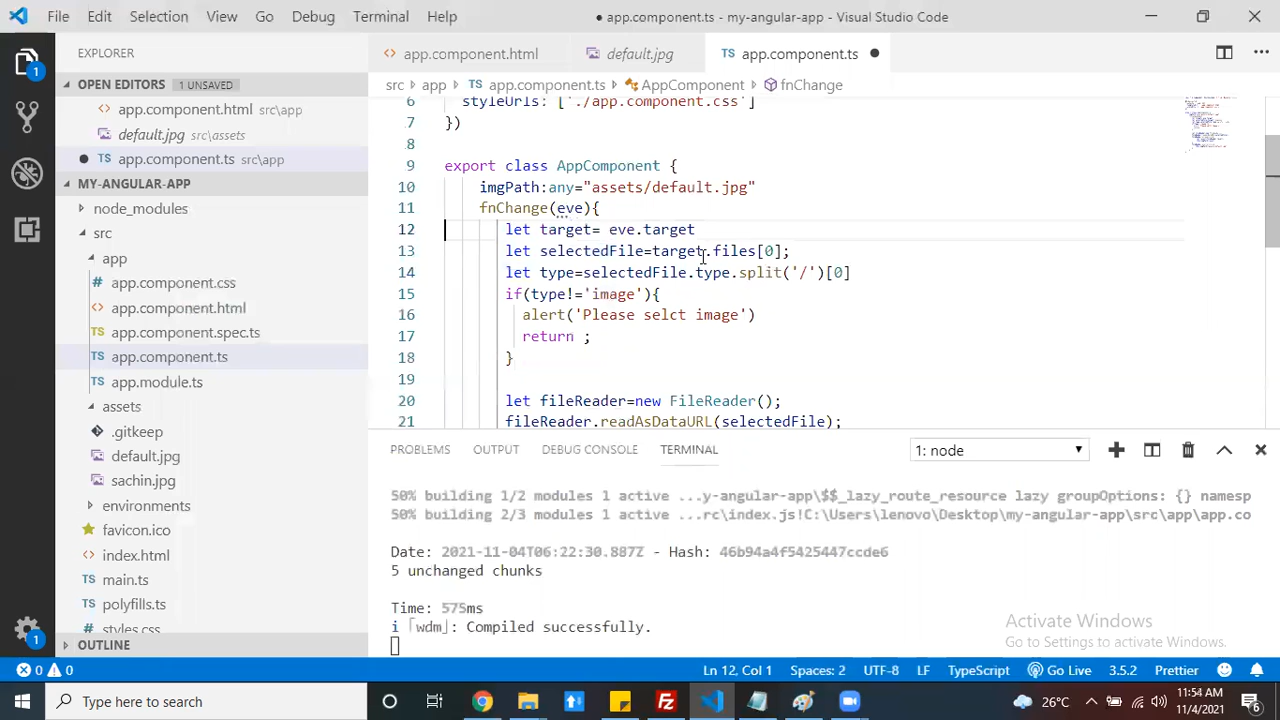 File Edit Selection View Go Debug Terminal Help
● app.component.ts - my-angular-app - Visual Studio Code
EXPLORER
OPEN EDITORS 1 UNSAVED
app.component.html src\app
default.jpg src\assets
app.component.ts src\app
MY-ANGULAR-APP
node_modules
src
app
app.component.css
app.component.html
app.component.spec.ts
app.component.ts
app.module.ts
assets
.gitkeep
default.jpg
sachin.jpg
environments
favicon.ico
index.html
main.ts
polyfills.ts
styles.css
OUTLINE
app.component.html default.jpg TS app.component.ts
src app TS app.component.ts AppComponent fnChange
6 styleUrls: ['./app.component.css']
7 })
8
9 export class AppComponent {
10 imgPath:any="assets/default.jpg"
11 fnChange(eve){
12 let target= eve.target
13 let selectedFile=target.files[0];
14 let type=selectedFile.type.split('/')[0]
15 if(type!='image'){
16 alert('Please selct image')
17 return ;
18 }
19
20 let fileReader=new FileReader();
21 fileReader.readAsDataURL(selectedFile);
PROBLEMS OUTPUT DEBUG CONSOLE TERMINAL 1: node
50% building 1/2 modules 1 active ...y-angular-app\$$_lazy_route_resource lazy groupOptions: {} namesp
50% building 2/3 modules 1 active ...rc\index.js!C:\Users\lenovo\Desktop\my-angular-app\src\app\app.co
Date: 2021-11-04T06:22:30.887Z - Hash: 46b94a4f5425447ccde6
5 unchanged chunks
Time: 575ms
i 「wdm」: Compiled successfully.
Activate Windows
Go to Settings to activate Windows.
0 0 Ln 12, Col 1 Spaces: 2 UTF-8 LF TypeScript Go Live 3.5.2 Prettier
Type here to search
26°C
11:54 AM
11/4/2021
6